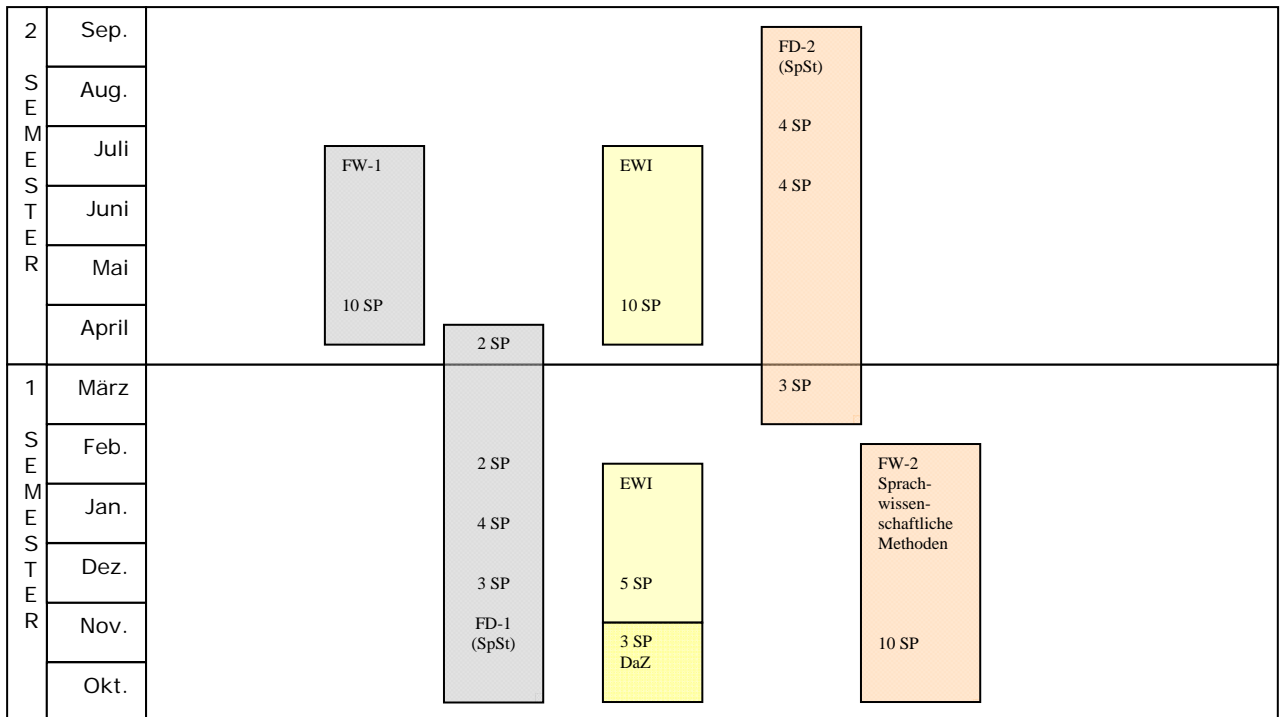 2 Sep.
FD-2
(SpSt)
S
E
M
E
S
T
E
R
Aug.
4 SP
Juli
FW-1
EWI
4 SP
Juni
Mai
10 SP
10 SP
April
2 SP
1 März
3 SP
S
E
M
E
S
T
E
R
Feb.
2 SP
EWI
FW-2
Sprach-
wissen-
schaftliche
Methoden
Jan.
4 SP
Dez.
3 SP
5 SP
Nov.
FD-1
(SpSt)
3 SP
DaZ
10 SP
Okt.